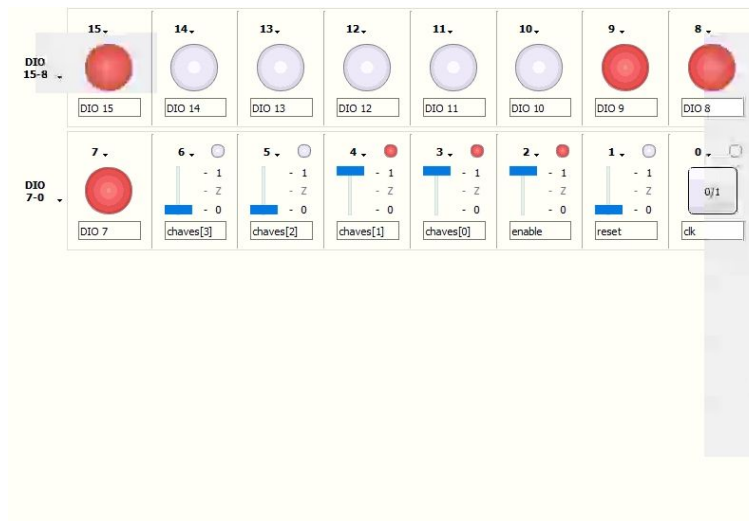 15 14 13 12 11 10 9 8
DIO 15-8
DIO 15 DIO 14 DIO 13 DIO 12 DIO 11 DIO 10 DIO 9 DIO 8
7 6 5 4 3 2 1 0
- 1 - 1 - 1 - 1 - 1 - 1
DIO 7-0
- Z - Z - Z - Z - Z - Z 0/1
- 0 - 0 - 0 - 0 - 0 - 0
DIO 7 chaves[3] chaves[2] chaves[1] chaves[0] enable reset clk